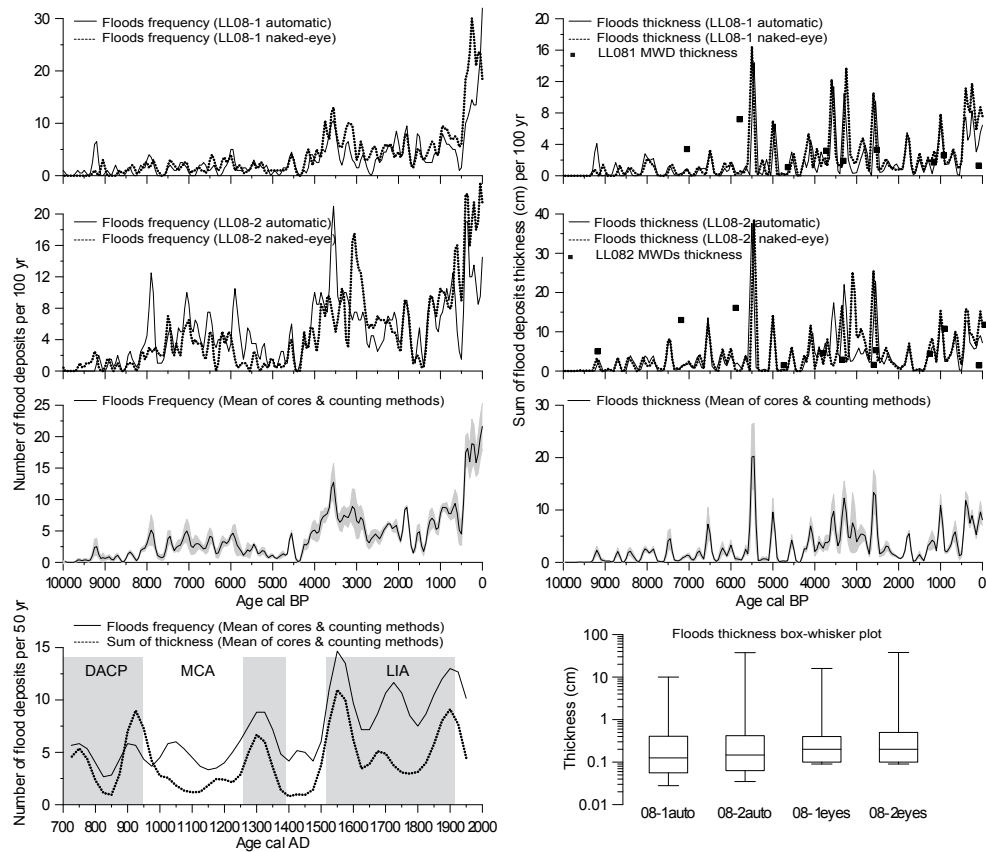 Floods frequency (LL08-1 automatic)
Floods frequency (LL08-1 naked-eye)
30
20
10
0
Floods frequency (LL08-2 automatic)
Floods frequency (LL08-2 naked-eye)
20
16
12
8
4
0
Floods Frequency (Mean of cores & counting methods)
25
20
15
10
5
0
Number of flood deposits per 100 yr
10000 9000 8000 7000 6000 5000 4000 3000 2000 1000 0
Age cal BP
Floods thickness (LL08-1 automatic)
Floods thickness (LL08-1 naked-eye)
LL081 MWD thickness
20
16
12
8
4
0
Floods thickness (LL08-2 automatic)
Floods thickness (LL08-2 naked-eye)
LL082 MWDs thickness
40
30
20
10
0
Floods thickness (Mean of cores & counting methods)
30
20
10
0
Sum of flood deposits thickness (cm) per 100 yr
10000 9000 8000 7000 6000 5000 4000 3000 2000 1000 0
Age cal BP
Floods frequency (Mean of cores & counting methods)
Sum of thickness (Mean of cores & counting methods)
15
10
5
0
DACP MCA LIA
Number of flood deposits per 50 yr
700 800 900 1000 1100 1200 1300 1400 1500 1600 1700 1800 1900 2000
Age cal AD
Floods thickness box-whisker plot
100
10
1
0.1
0.01
Thickness (cm)
08-1auto 08-2auto 08-1eyes 08-2eyes